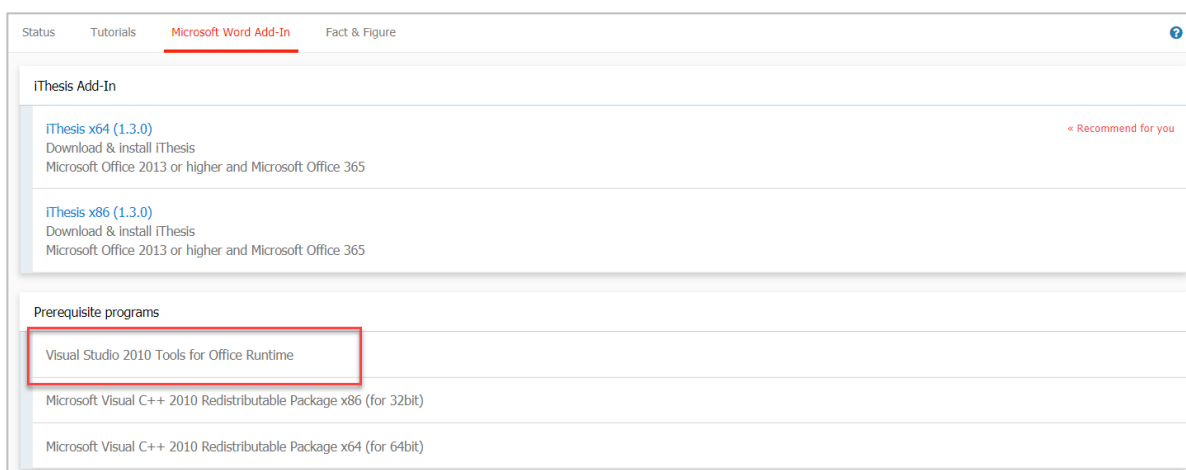 Status Tutorials Microsoft Word Add-In Fact & Figure ?
iThesis Add-In
iThesis x64 (1.3.0) « Recommend for you
Download & install iThesis
Microsoft Office 2013 or higher and Microsoft Office 365
iThesis x86 (1.3.0)
Download & install iThesis
Microsoft Office 2013 or higher and Microsoft Office 365
Prerequisite programs
Visual Studio 2010 Tools for Office Runtime
Microsoft Visual C++ 2010 Redistributable Package x86 (for 32bit)
Microsoft Visual C++ 2010 Redistributable Package x64 (for 64bit)